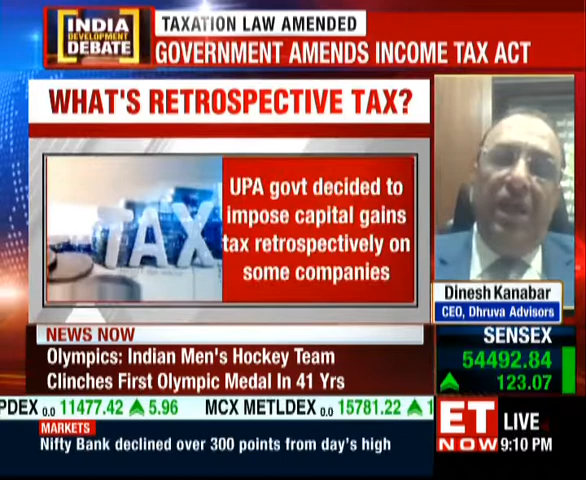 INDIA
DEVELOPMENT
DEBATE
TAXATION LAW AMENDED
GOVERNMENT AMENDS INCOME TAX ACT
WHAT'S RETROSPECTIVE TAX?
TAX
UPA govt decided to
impose capital gains
tax retrospectively on
some companies
Dinesh Kanabar
CEO, Dhruva Advisors
NEWS NOW
Olympics: Indian Men's Hockey Team
Clinches First Olympic Medal In 41 Yrs
SENSEX
54492.84
123.07
PDEX 0.0 11477.42 5.96 MCX METLDEX 0.0 15781.22 1
MARKETS
Nifty Bank declined over 300 points from day's high
ET
NOW
LIVE
9:10 PM